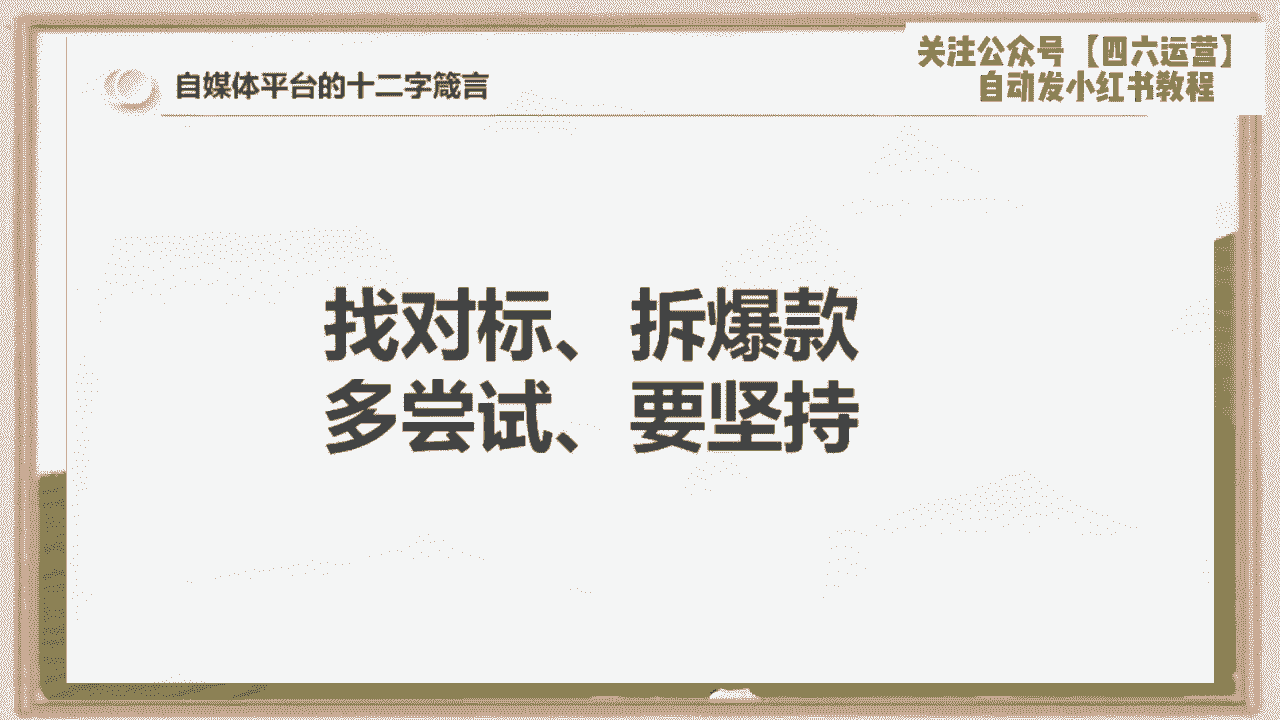 自媒体平台的十二字箴言
关注公众号【四六运营】
自动发小红书教程
找对标、拆爆款
多尝试、要坚持